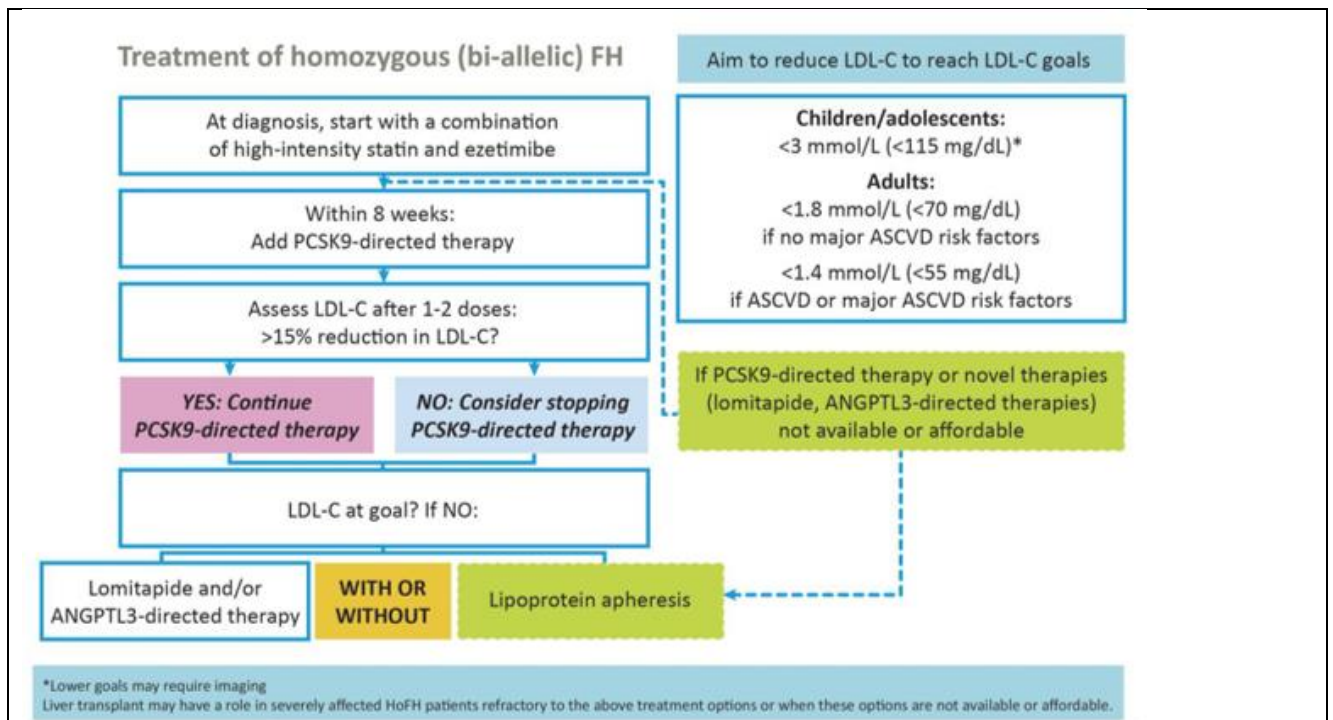 Treatment of homozygous (bi-allelic) FH
At diagnosis, start with a combination
of high-intensity statin and ezetimibe
Within 8 weeks:
Add PCSK9-directed therapy
Assess LDL-C after 1-2 doses:
>15% reduction in LDL-C?
YES: Continue
PCSK9-directed therapy
NO: Consider stopping
PCSK9-directed therapy
LDL-C at goal? If NO:
Lomitapide and/or
ANGPTL3-directed therapy
WITH OR
WITHOUT
Lipoprotein apheresis
Aim to reduce LDL-C to reach LDL-C goals
Children/adolescents:
<3 mmol/L (<115 mg/dL)*
Adults:
<1.8 mmol/L (<70 mg/dL)
if no major ASCVD risk factors
<1.4 mmol/L (<55 mg/dL)
if ASCVD or major ASCVD risk factors
If PCSK9-directed therapy or novel therapies
(lomitapide, ANGPTL3-directed therapies)
not available or affordable
*Lower goals may require imaging
Liver transplant may have a role in severely affected HoFH patients refractory to the above treatment options or when these options are not available or affordable.